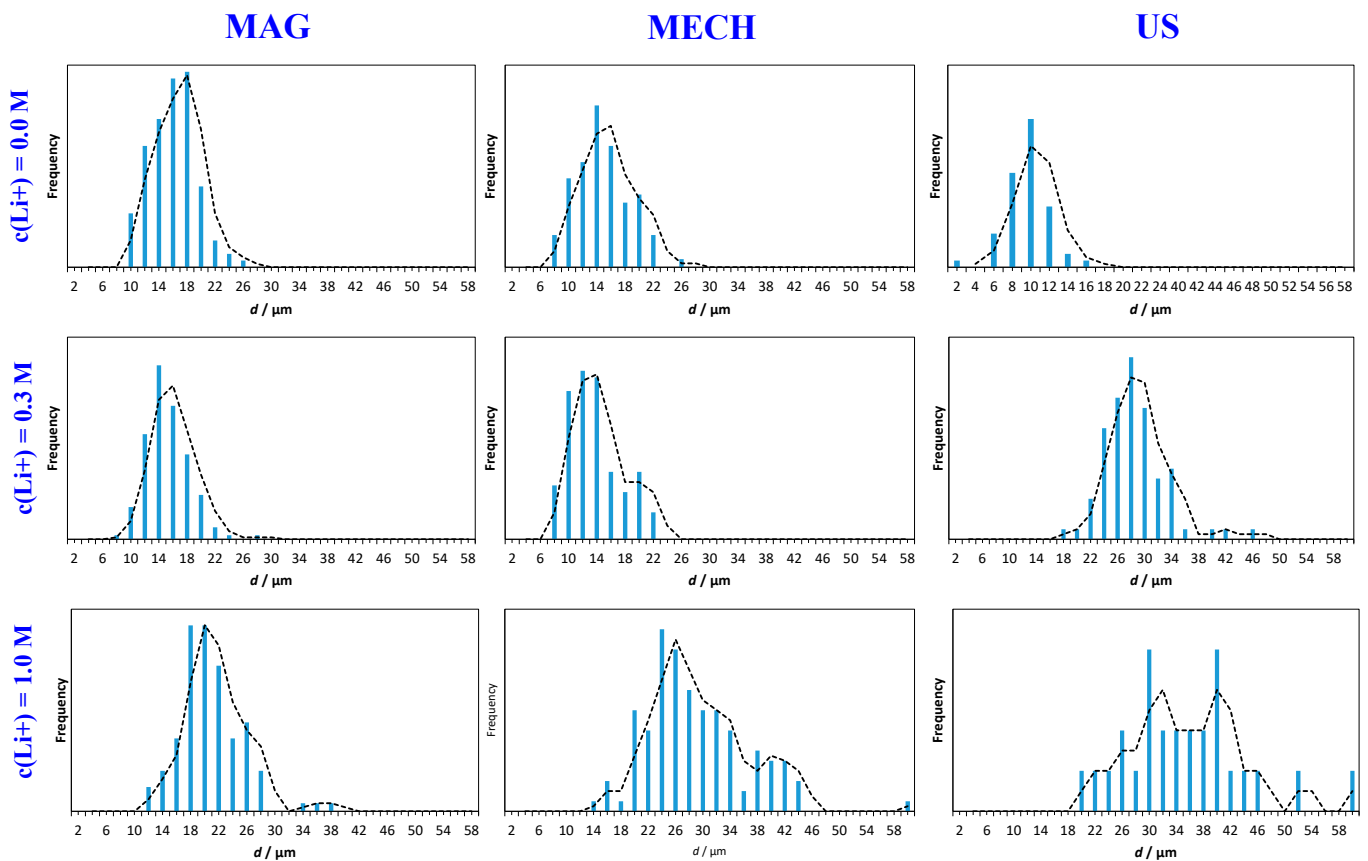 MAG MECH US
c(Li+) = 0.0 M
Frequency
2 6 10 14 18 22 26 30 34 38 42 46 50 54 58
d / µm
Frequency
2 6 10 14 18 22 26 30 34 38 42 46 50 54 58
d / µm
Frequency
2 4 6 8 10 12 14 16 20 22 24 40 42 44 46 50 52 54 56 58
d / µm
c(Li+) = 0.3 M
Frequency
2 6 10 14 18 22 26 30 34 38 42 46 50 54 58
d / µm
Frequency
2 6 10 14 18 22 26 30 34 38 42 46 50 54 58
d / µm
Frequency
2 6 10 14 18 22 26 30 34 38 42 46 50 54 58
d / µm
c(Li+) = 1.0 M
Frequency
2 6 10 14 18 22 26 30 34 38 42 46 50 54 58
d / µm
Frequency
2 6 10 14 18 22 26 30 34 38 42 46 50 54 58
d / µm
Frequency
2 6 10 14 18 22 26 30 34 38 42 46 50 54 58
d / µm